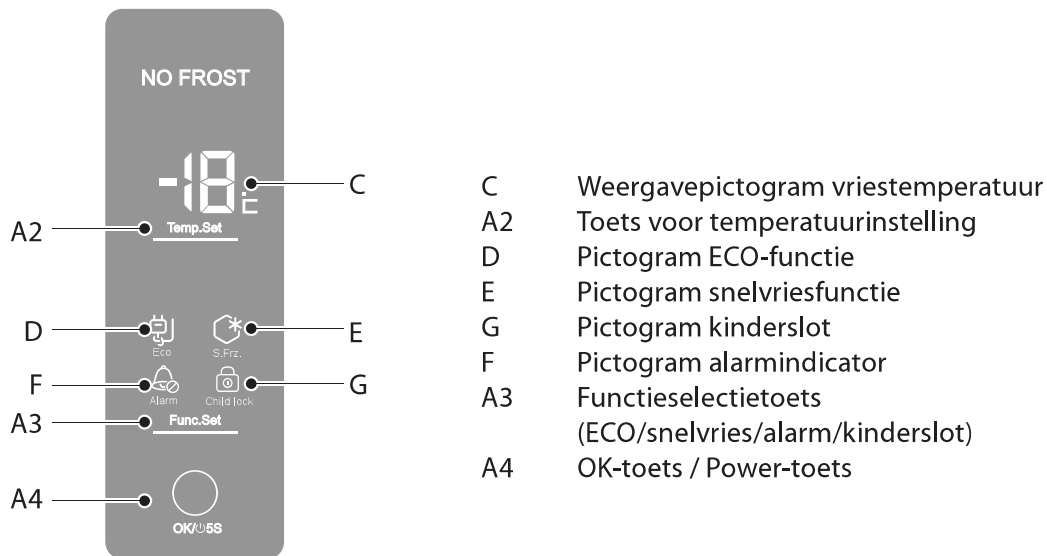 NO FROST
-18°C
C
A2
Temp.Set
D
E
Eco
S.Frz.
F
G
Alarm
Child lock
A3
Func.Set
A4
OK/⏻5S
C Weergavepictogram vriestemperatuur
A2 Toets voor temperatuurinstelling
D Pictogram ECO-functie
E Pictogram snelvriesfunctie
G Pictogram kinderslot
F Pictogram alarmindicator
A3 Functieselectietoets
(ECO/snelvries/alarm/kinderslot)
A4 OK-toets / Power-toets